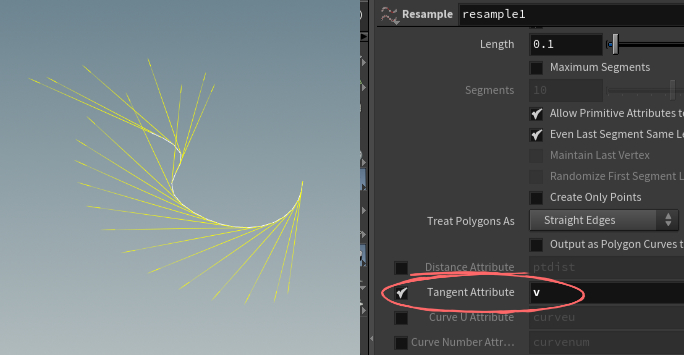 Resample resample1
Length 0.1
Maximum Segments
Segments 10
Allow Primitive Attributes to
Even Last Segment Same Le
Maintain Last Vertex
Randomize First Segment L
Create Only Points
Treat Polygons As Straight Edges
Output as Polygon Curves t
Distance Attribute ptdist
Tangent Attribute v
Curve U Attribute curveu
Curve Number Attr... curvenum